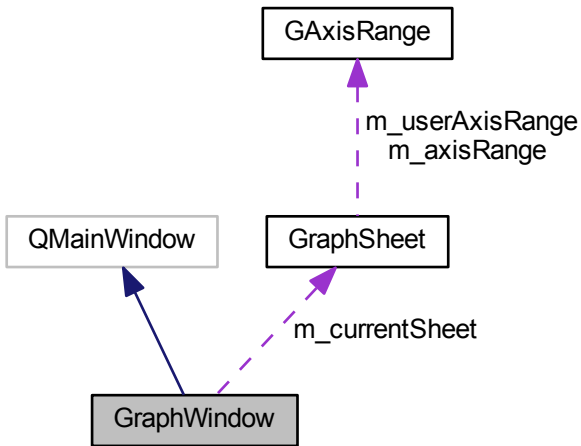 GAxisRange
m_userAxisRange
m_axisRange
QMainWindow
GraphSheet
m_currentSheet
GraphWindow